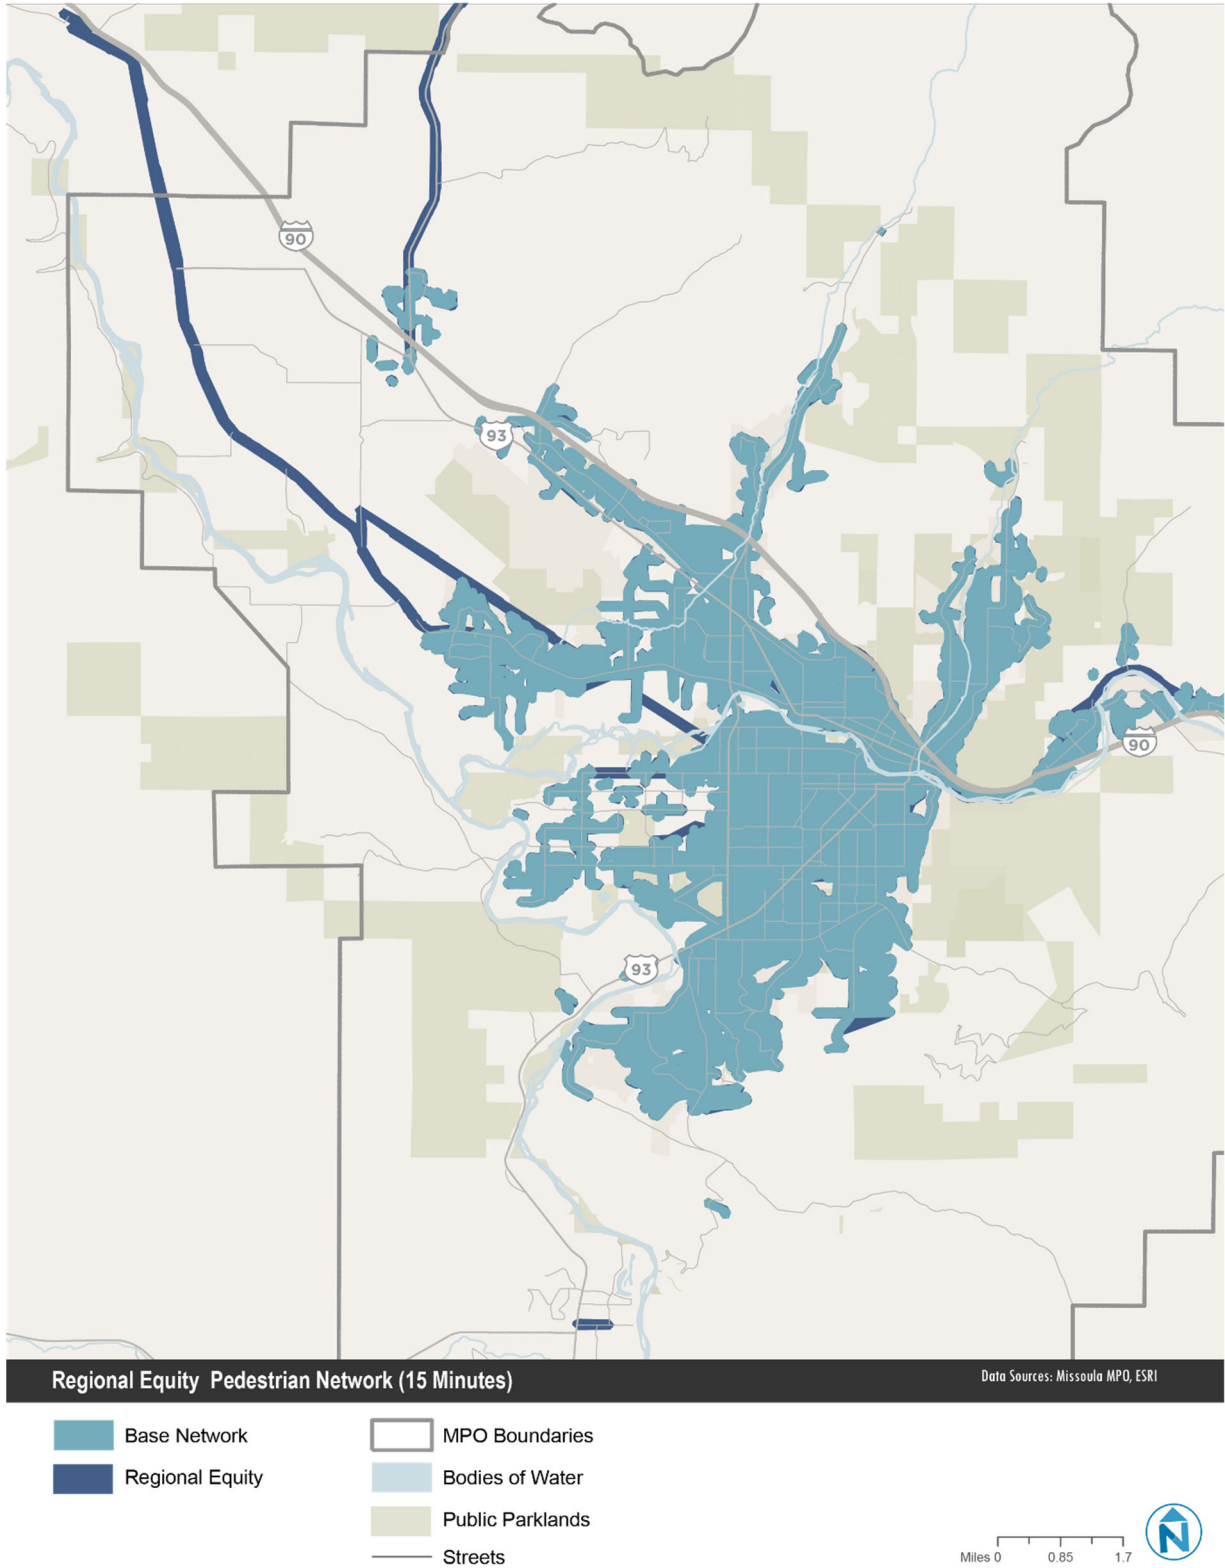 90
93
90
93
Regional Equity Pedestrian Network (15 Minutes)
Data Sources: Missoula MPO, ESRI
Base Network
MPO Boundaries
Regional Equity
Bodies of Water
Public Parklands
Streets
Miles 0 0.85 1.7
N